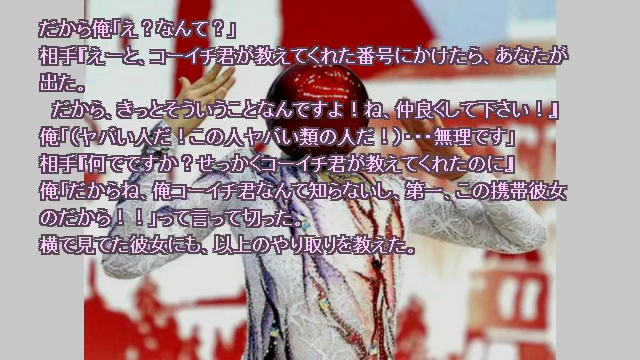 だから俺「え？なんて？」
相手『えーと、コーイチ君が教えてくれた番号にかけたら、あなたが
出た。
　だから、きっとそういうことなんですよ！ね、仲良くして下さい！』
俺「（ヤバい人だ！この人ヤバい類の人だ！）・・・無理です」
相手『何でですか？せっかくコーイチ君が教えてくれたのに』
俺「だからね、俺コーイチ君なんて知らないし、第一、この携帯彼女
のだから！！」って言って切った。
横で見てた彼女にも、以上のやり取りを教えた。